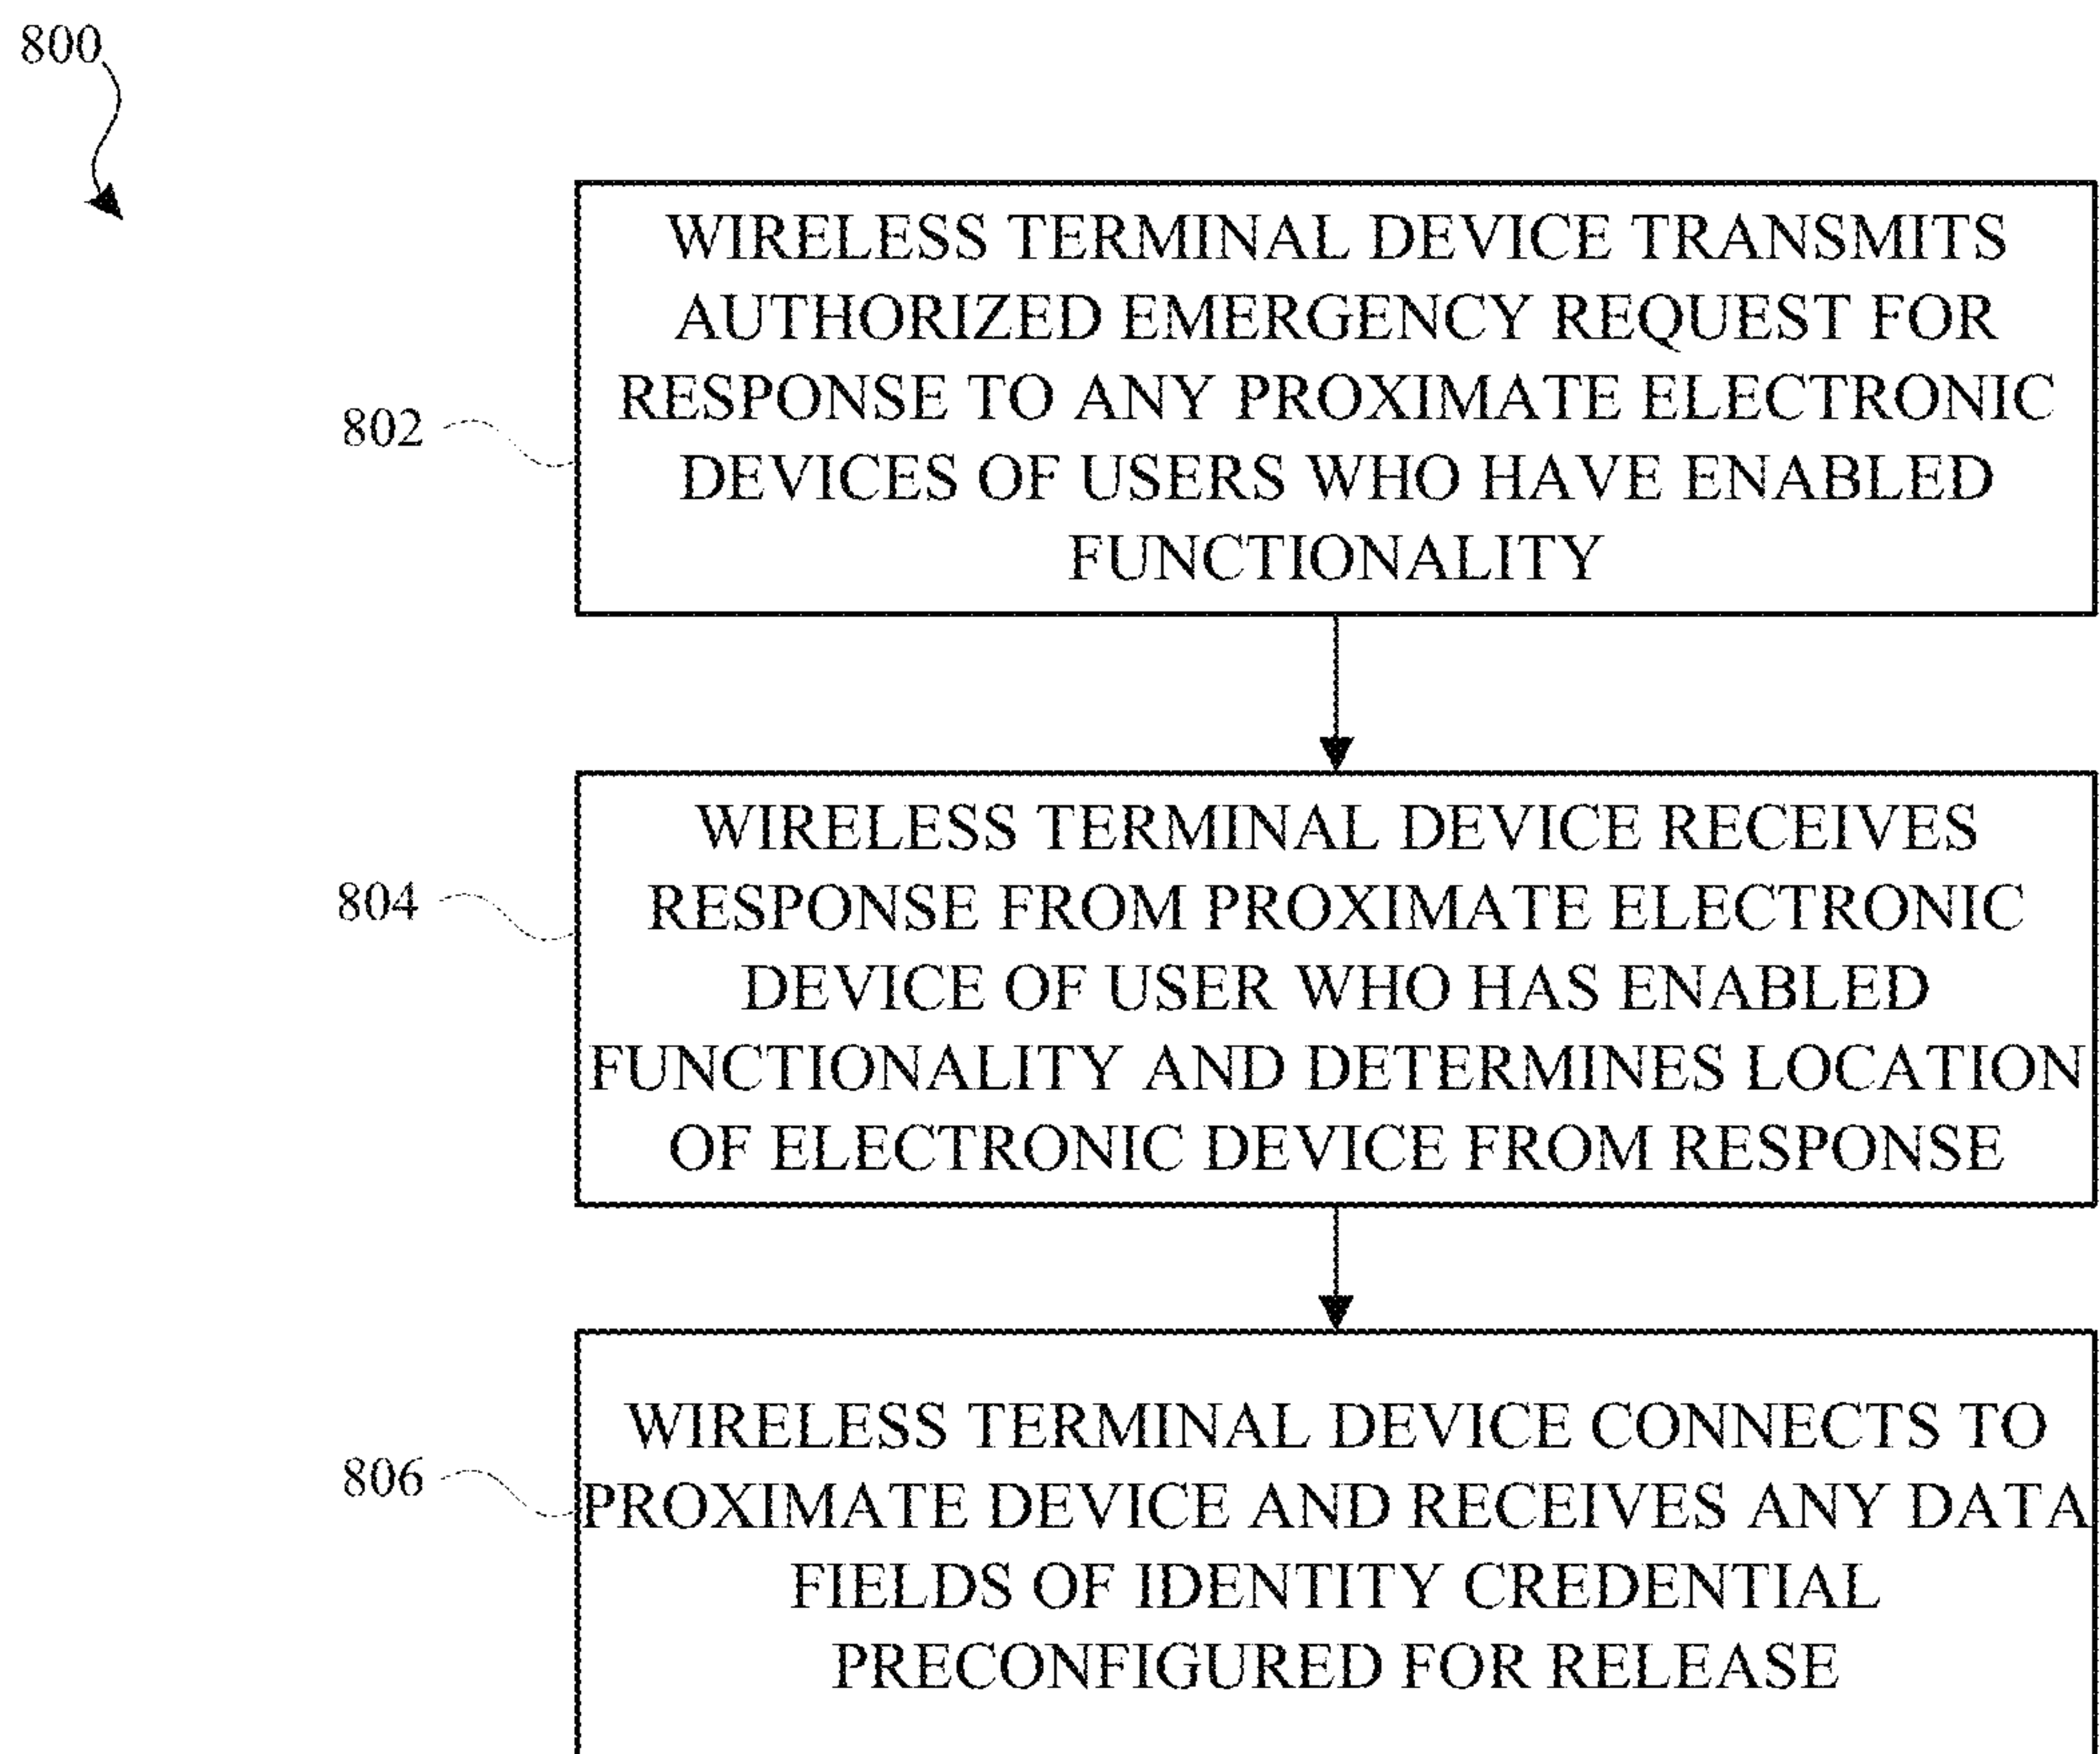 800
802
WIRELESS TERMINAL DEVICE TRANSMITS
AUTHORIZED EMERGENCY REQUEST FOR
RESPONSE TO ANY PROXIMATE ELECTRONIC
DEVICES OF USERS WHO HAVE ENABLED
FUNCTIONALITY
804
WIRELESS TERMINAL DEVICE RECEIVES
RESPONSE FROM PROXIMATE ELECTRONIC
DEVICE OF USER WHO HAS ENABLED
FUNCTIONALITY AND DETERMINES LOCATION
OF ELECTRONIC DEVICE FROM RESPONSE
806
WIRELESS TERMINAL DEVICE CONNECTS TO
PROXIMATE DEVICE AND RECEIVES ANY DATA
FIELDS OF IDENTITY CREDENTIAL
PRECONFIGURED FOR RELEASE